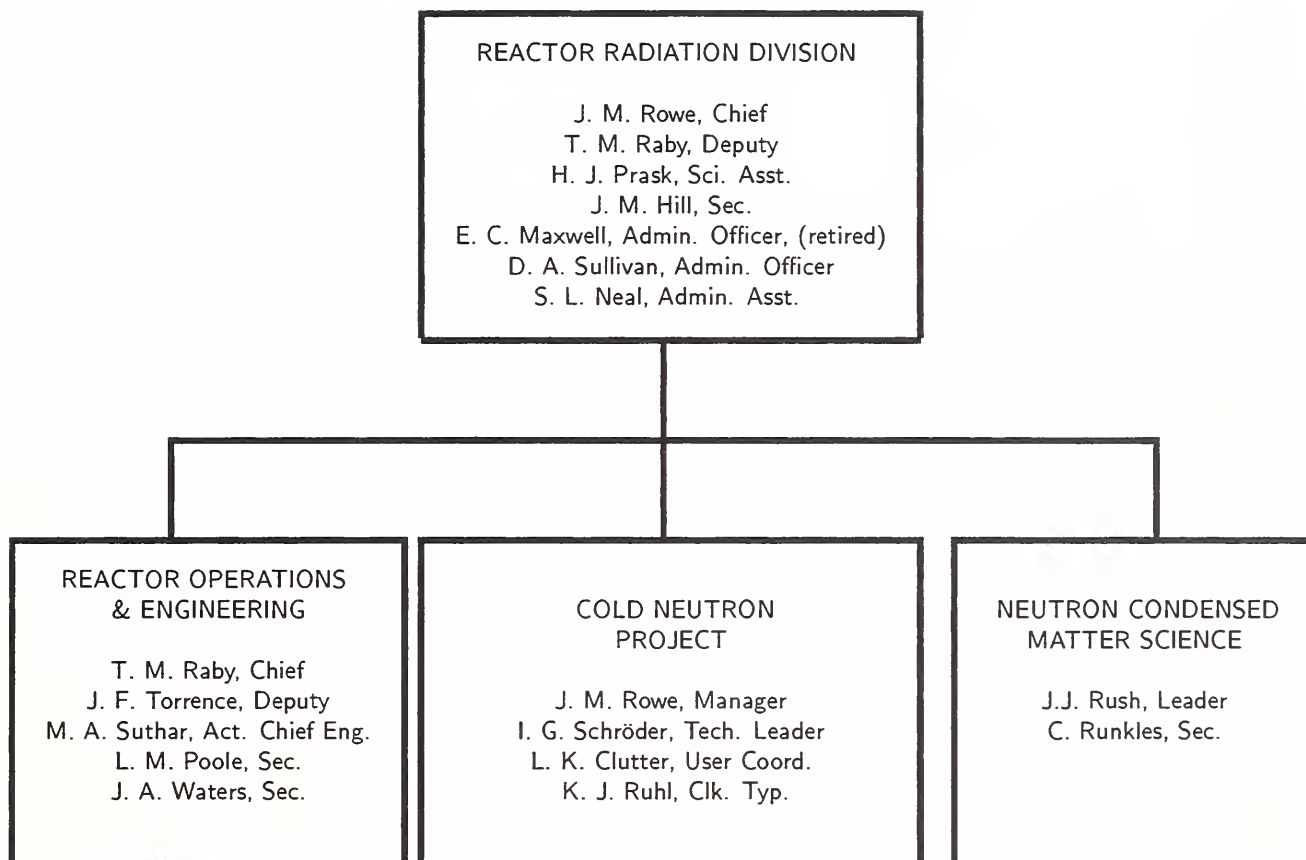 REACTOR RADIATION DIVISION
J. M. Rowe, Chief
T. M. Raby, Deputy
H. J. Prask, Sci. Asst.
J. M. Hill, Sec.
E. C. Maxwell, Admin. Officer, (retired)
D. A. Sullivan, Admin. Officer
S. L. Neal, Admin. Asst.
REACTOR OPERATIONS
& ENGINEERING
T. M. Raby, Chief
J. F. Torrence, Deputy
M. A. Suthar, Act. Chief Eng.
L. M. Poole, Sec.
J. A. Waters, Sec.
COLD NEUTRON
PROJECT
J. M. Rowe, Manager
I. G. Schröder, Tech. Leader
L. K. Clutter, User Coord.
K. J. Ruhl, Clk. Typ.
NEUTRON CONDENSED
MATTER SCIENCE
J.J. Rush, Leader
C. Runkles, Sec.